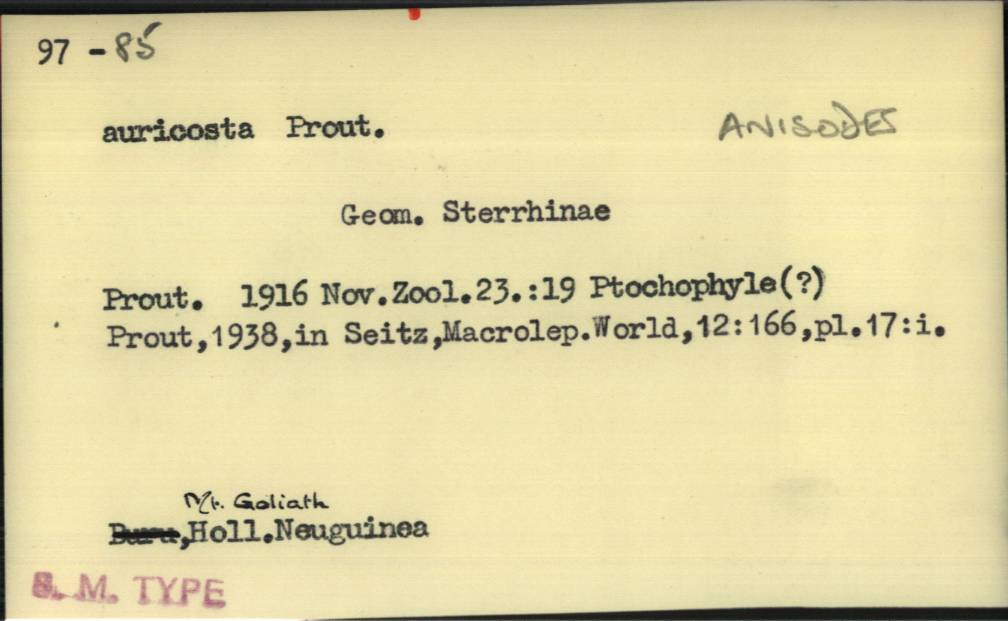 97 - 85
auricosta Prout. ANISODES
Geom. Sterrhinae
Prout. 1916 Nov.Zool.23.:19 Ptochophyle(?)
Prout,1938,in Seitz,Macrolep.World,12:166,pl.17:i.
Mt. Goliath
Buru,Holl.Neuguinea
B. M. TYPE